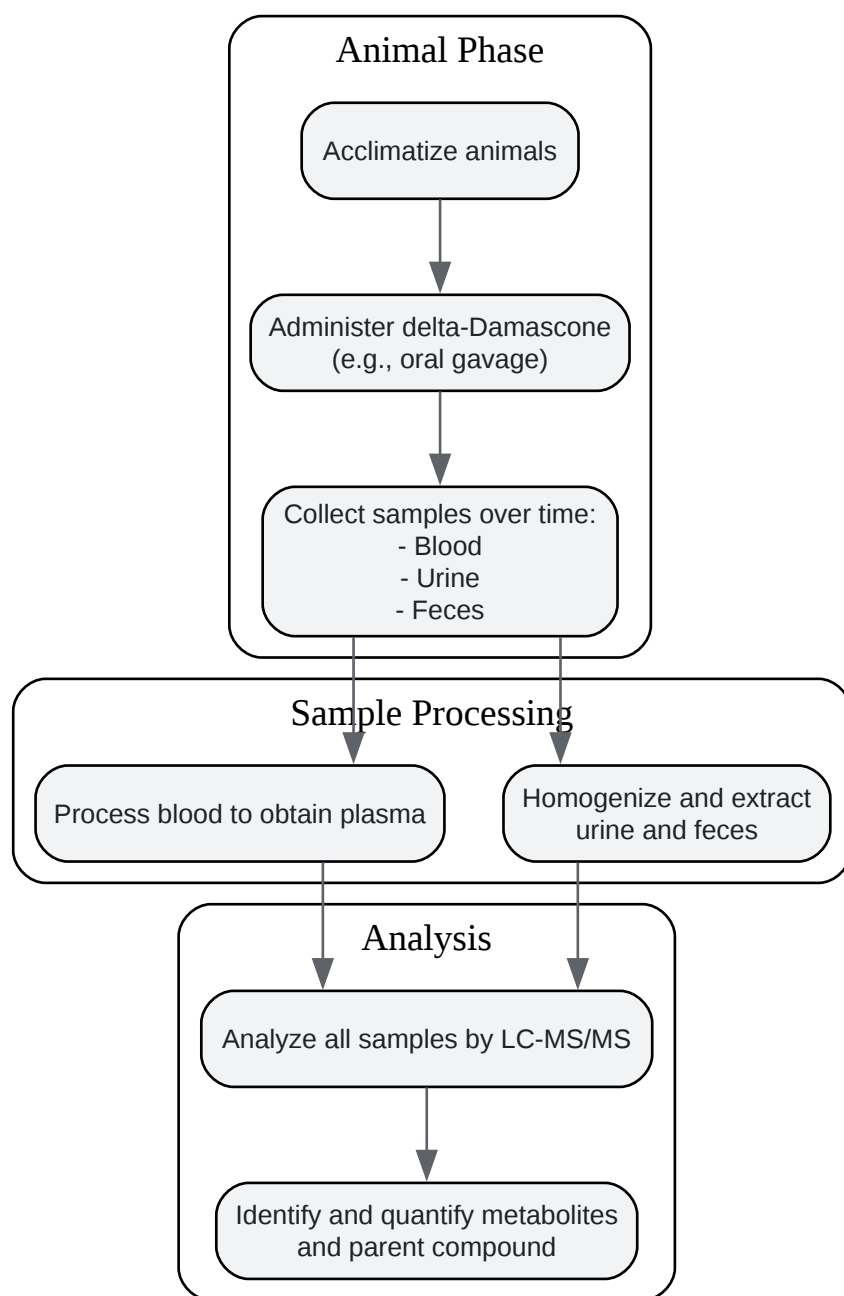 Animal Phase
Acclimatize animals
Administer delta-Damascone
(e.g., oral gavage)
Collect samples over time:
- Blood
- Urine
- Feces
Sample Processing
Process blood to obtain plasma
Homogenize and extract
urine and feces
Analysis
Analyze all samples by LC-MS/MS
Identify and quantify metabolites
and parent compound